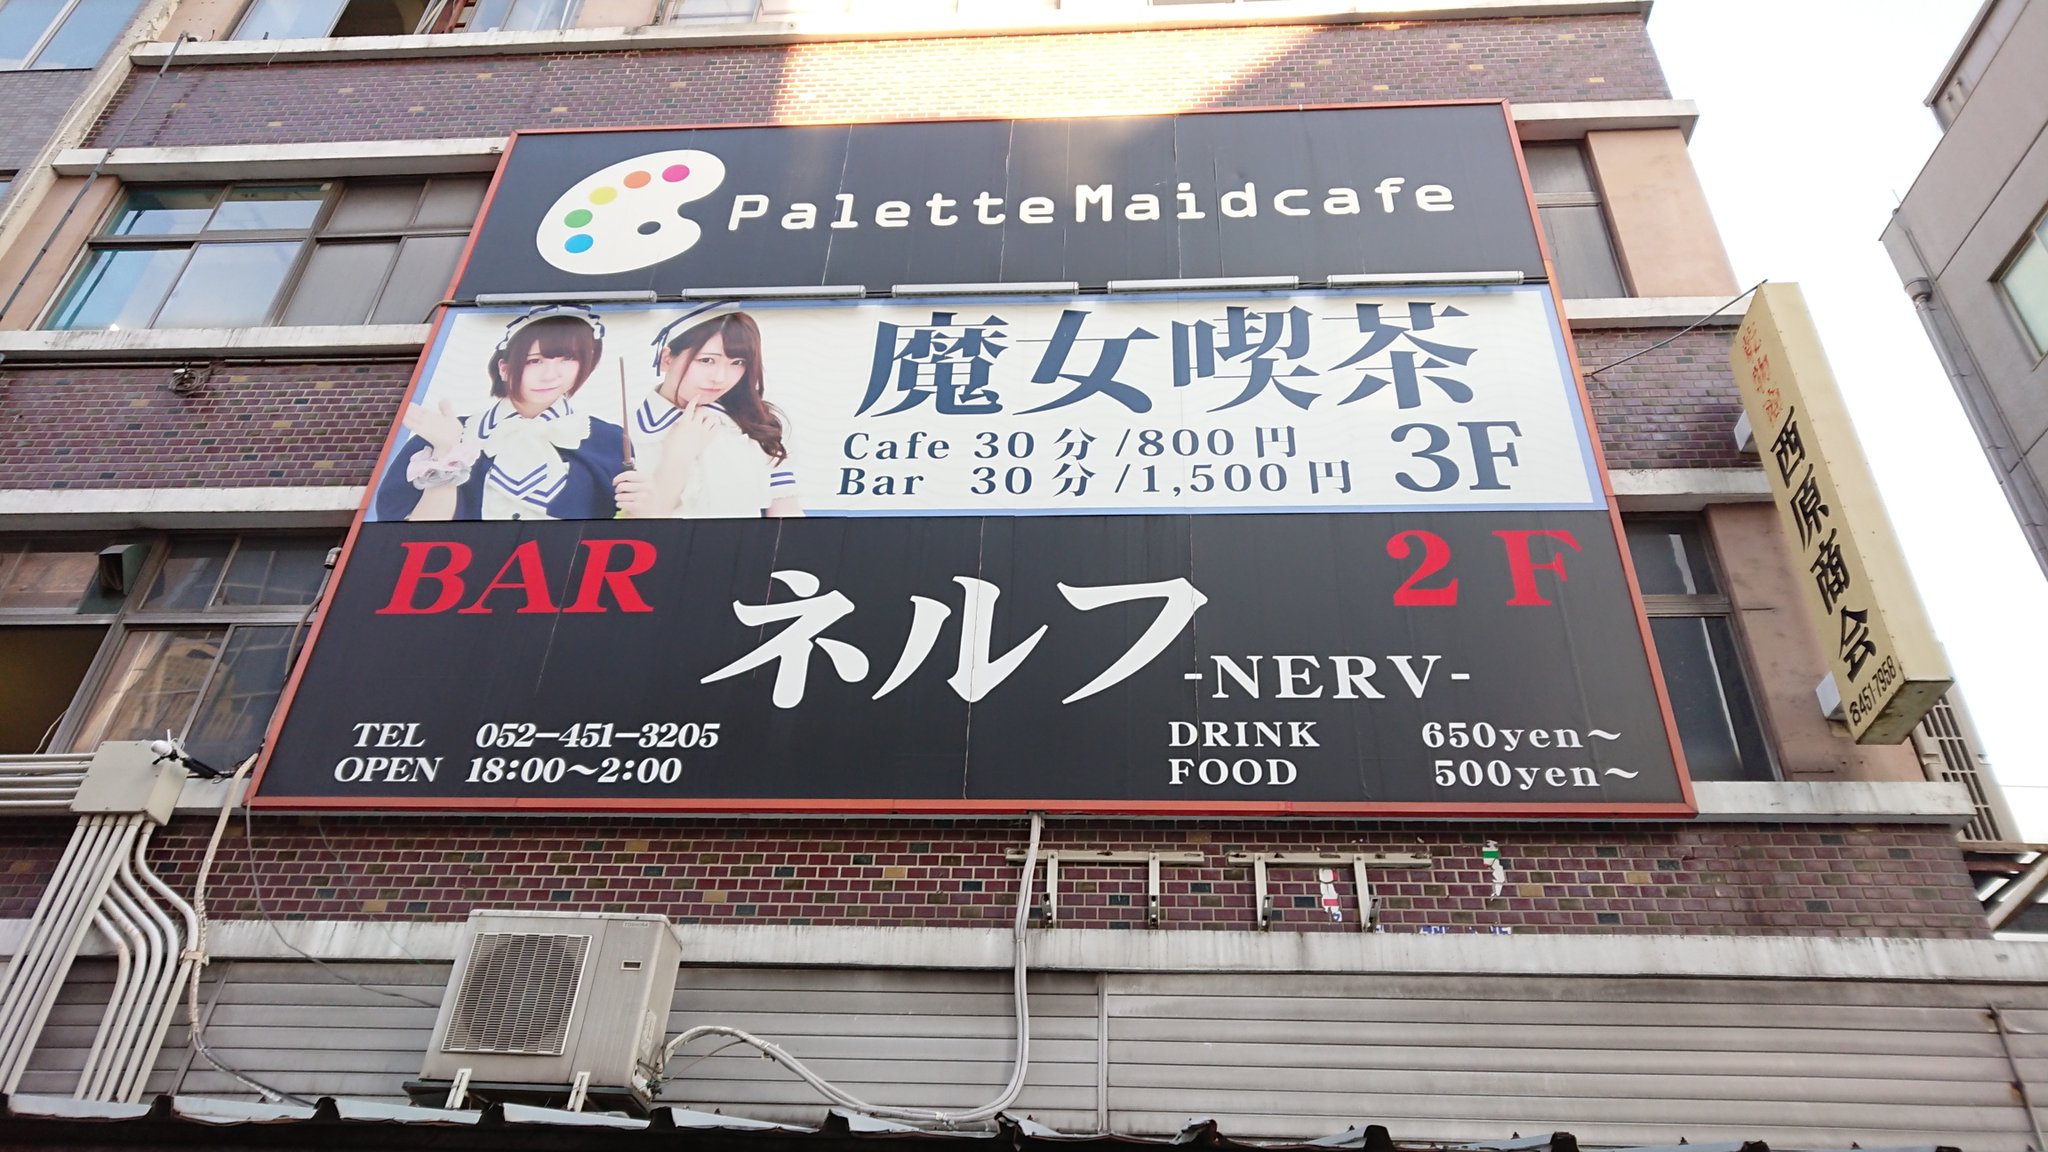 PaletteMaidcafe
魔女喫茶
Cafe 30分/800円
Bar 30分/1,500円
3F
BAR
2F
ネルフ
-NERV-
TEL 052-451-3205
OPEN 18:00〜2:00
DRINK 650yen〜
FOOD 500yen〜
西原商会
451-7958